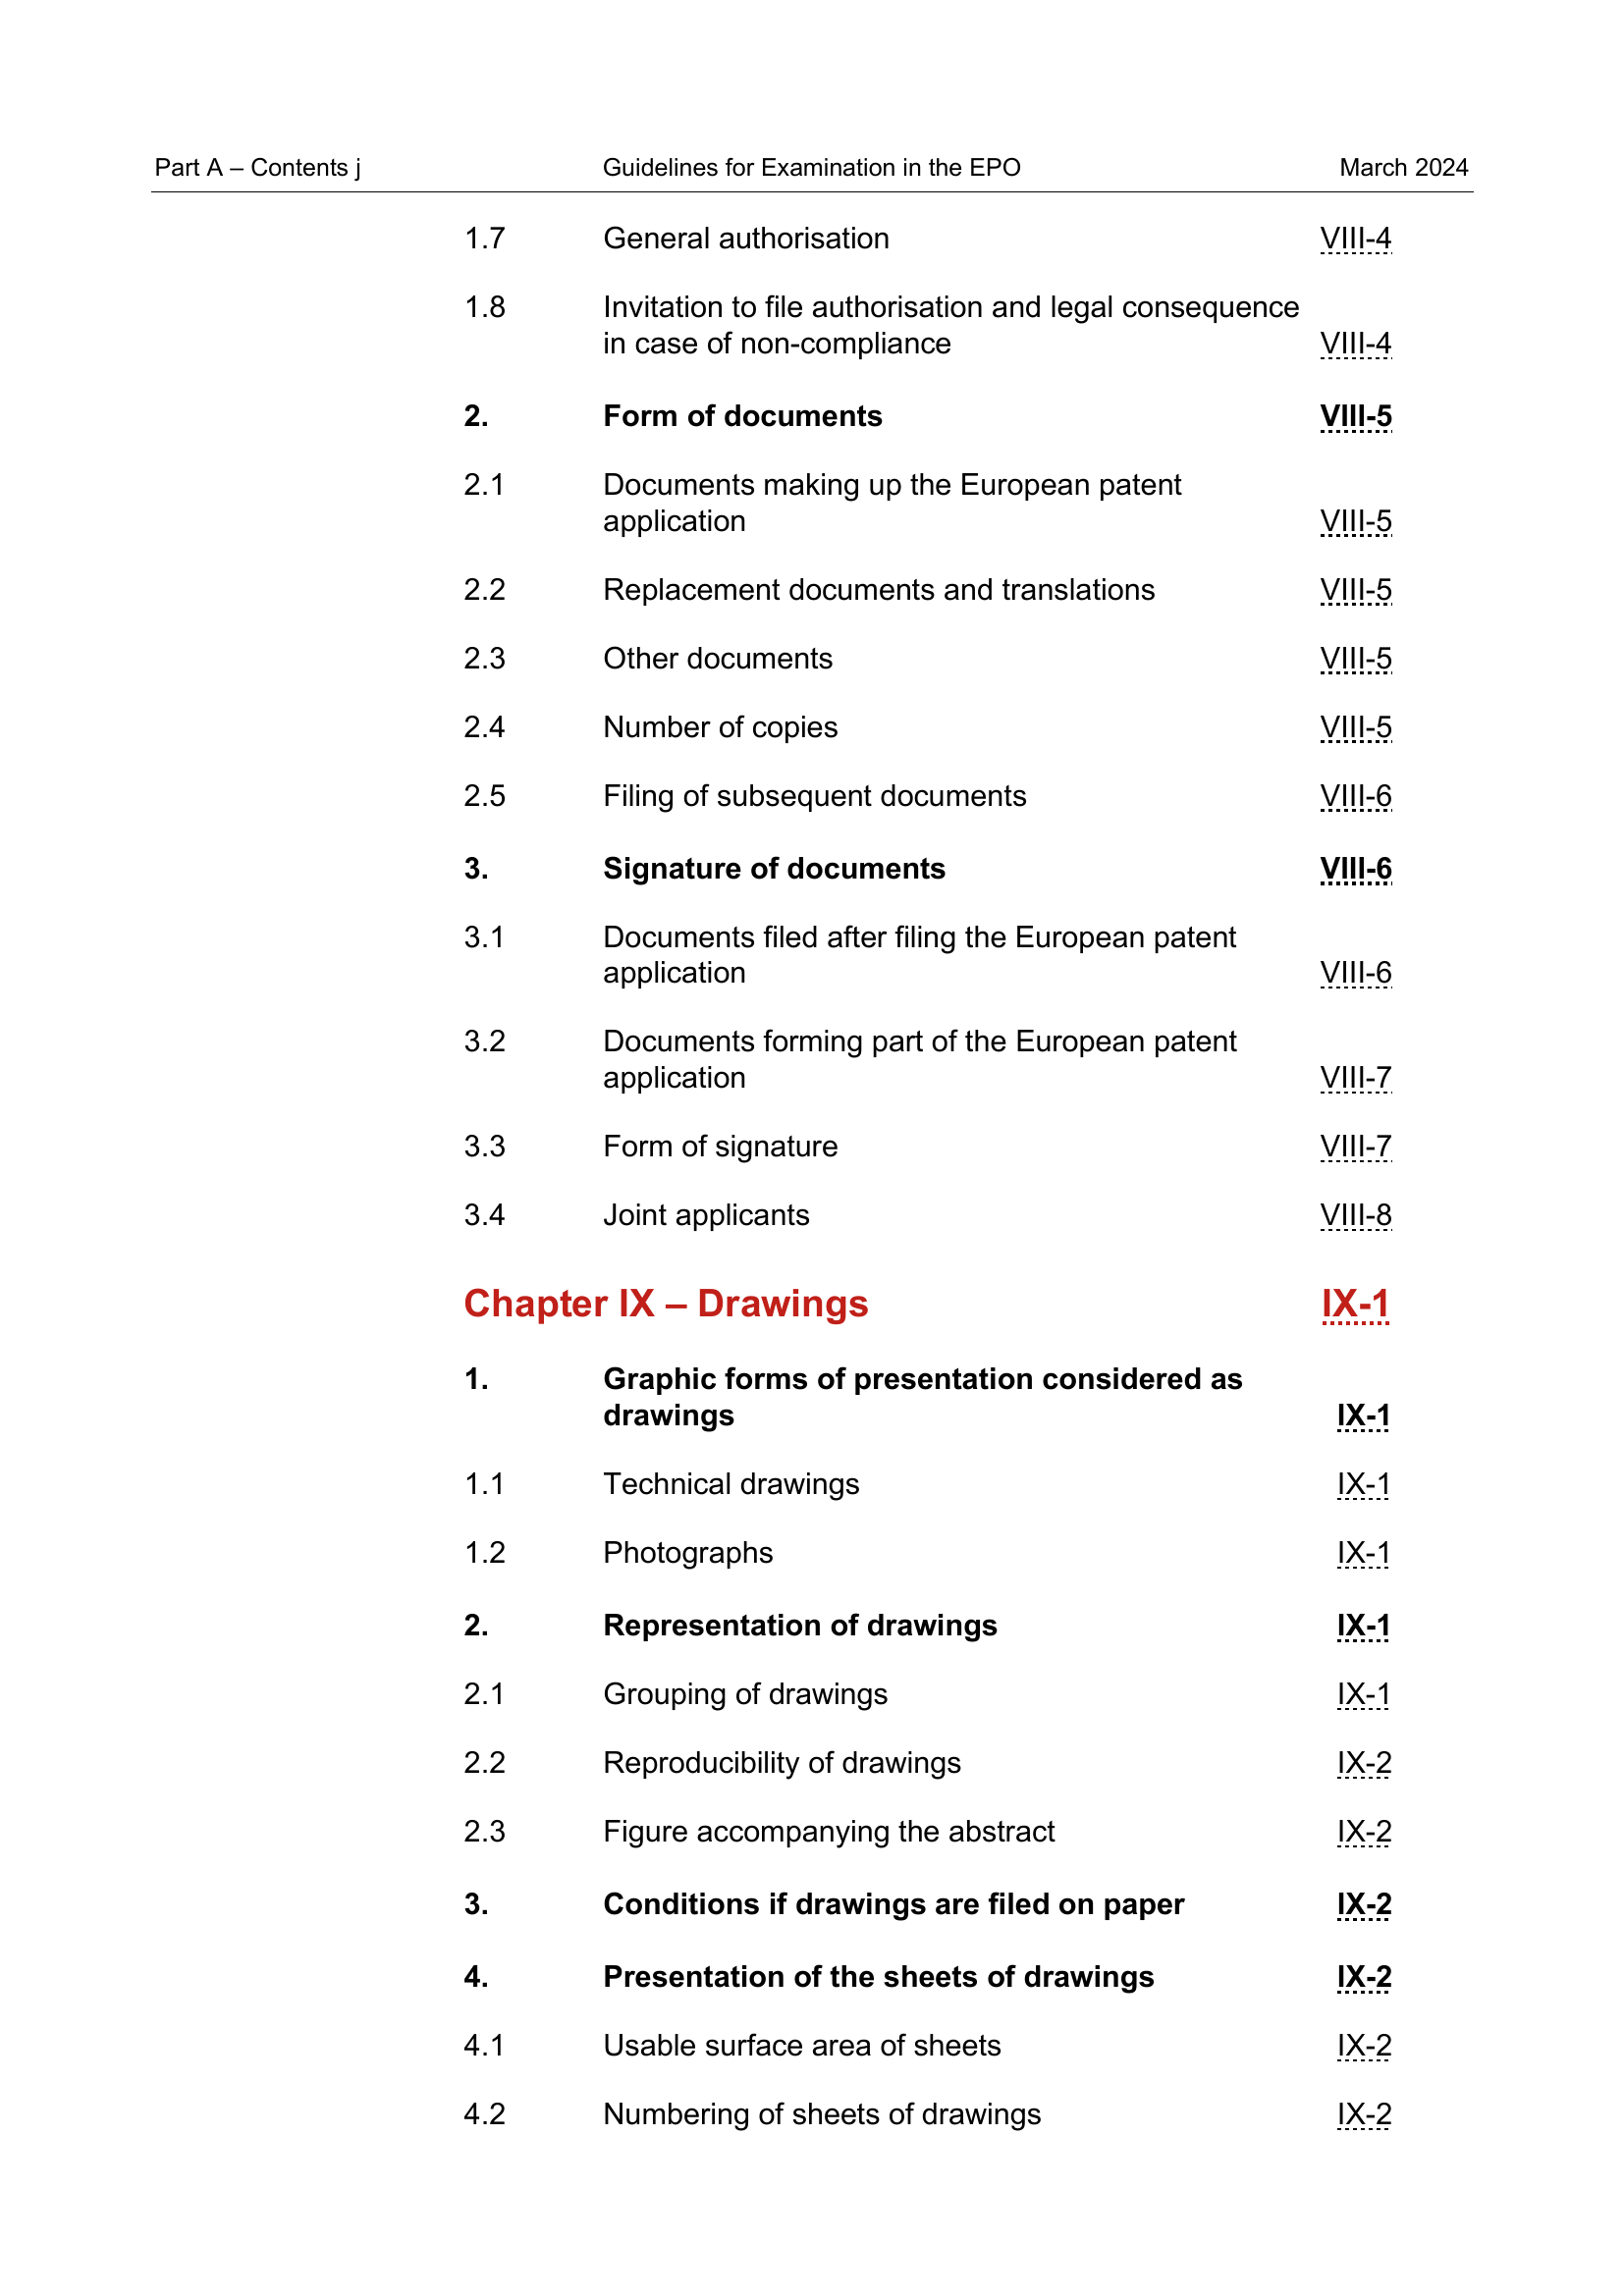 Part A – Contents j Guidelines for Examination in the EPO March 2024
1.7 General authorisation VIII-4
1.8 Invitation to file authorisation and legal consequence
in case of non-compliance VIII-4
2. Form of documents VIII-5
2.1 Documents making up the European patent
application VIII-5
2.2 Replacement documents and translations VIII-5
2.3 Other documents VIII-5
2.4 Number of copies VIII-5
2.5 Filing of subsequent documents VIII-6
3. Signature of documents VIII-6
3.1 Documents filed after filing the European patent
application VIII-6
3.2 Documents forming part of the European patent
application VIII-7
3.3 Form of signature VIII-7
3.4 Joint applicants VIII-8
Chapter IX – Drawings IX-1
1. Graphic forms of presentation considered as
drawings IX-1
1.1 Technical drawings IX-1
1.2 Photographs IX-1
2. Representation of drawings IX-1
2.1 Grouping of drawings IX-1
2.2 Reproducibility of drawings IX-2
2.3 Figure accompanying the abstract IX-2
3. Conditions if drawings are filed on paper IX-2
4. Presentation of the sheets of drawings IX-2
4.1 Usable surface area of sheets IX-2
4.2 Numbering of sheets of drawings IX-2